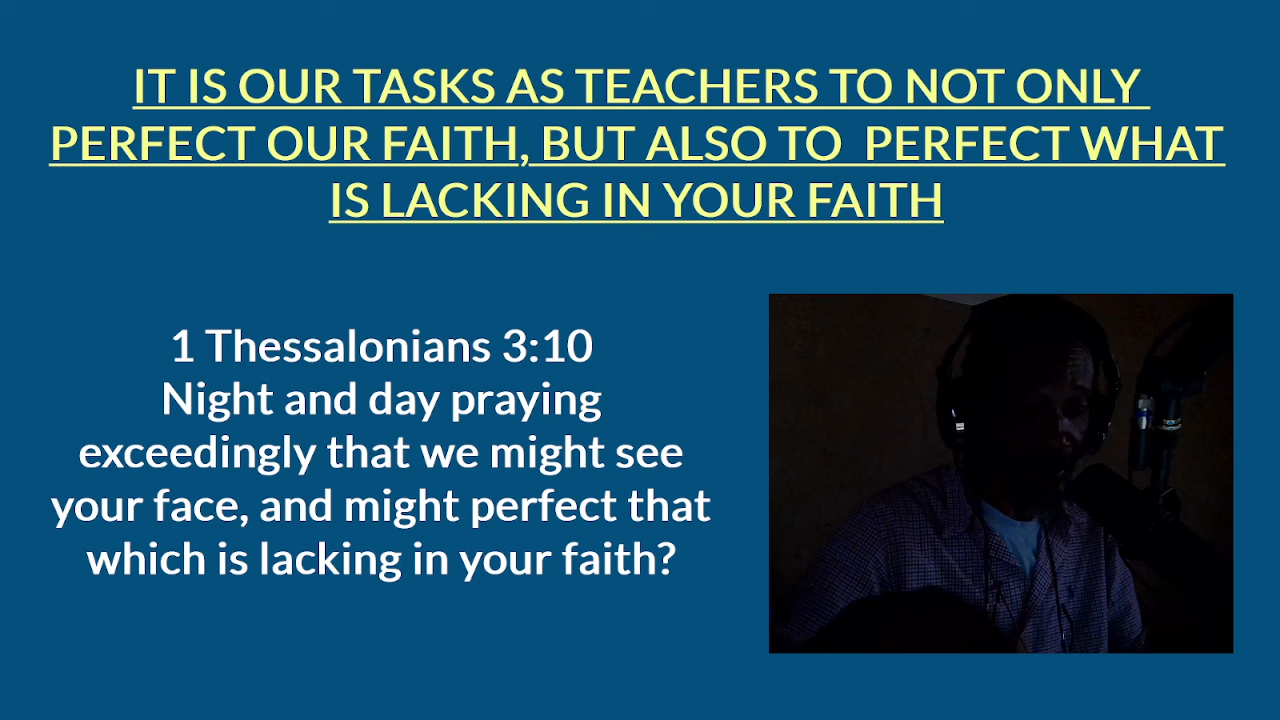 IT IS OUR TASKS AS TEACHERS TO NOT ONLY
PERFECT OUR FAITH, BUT ALSO TO PERFECT WHAT
IS LACKING IN YOUR FAITH
1 Thessalonians 3:10
Night and day praying
exceedingly that we might see
your face, and might perfect that
which is lacking in your faith?